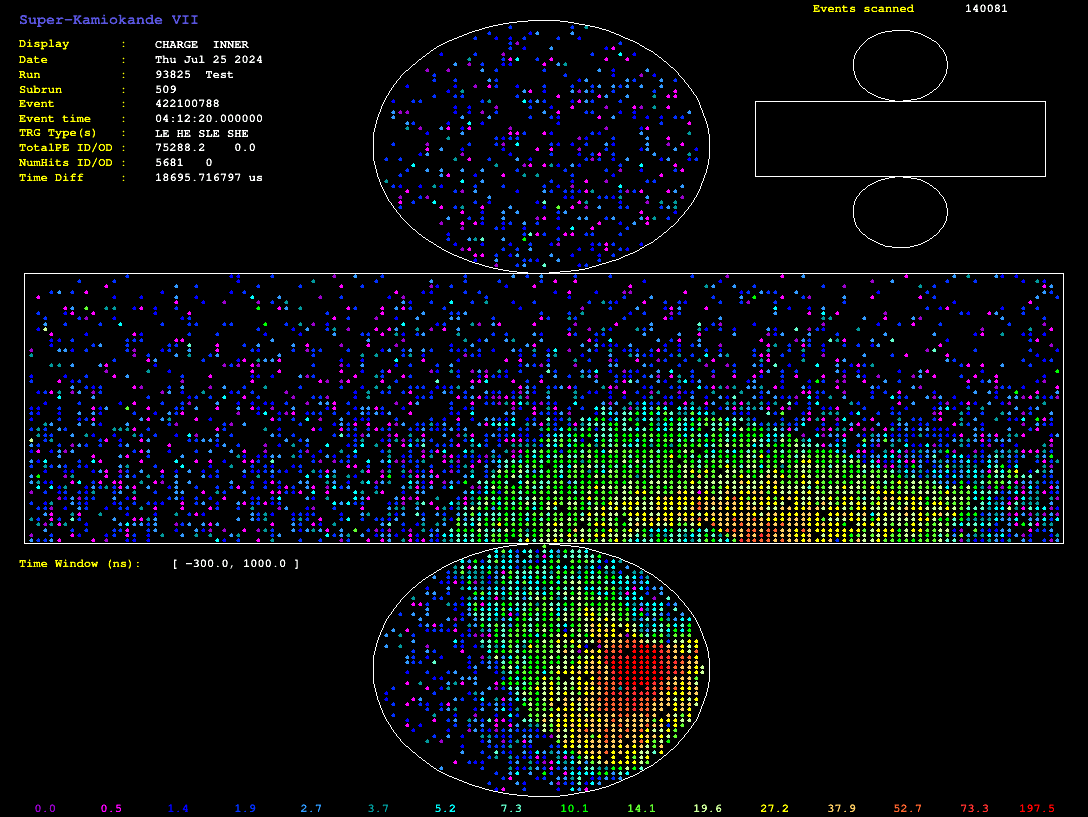 Super-Kamiokande VII
Events scanned 140081
Display : CHARGE INNER
Date : Thu Jul 25 2024
Run : 93825 Test
Subrun : 509
Event : 422100788
Event time : 04:12:20.000000
TRG Type(s) : LE HE SLE SHE
TotalPE ID/OD : 75288.2 0.0
NumHits ID/OD : 5681 0
Time Diff : 18695.716797 us
Time Window (ns): [ −300.0, 1000.0 ]
0.0 0.5 1.4 1.9 2.7 3.7 5.2 7.3 10.1 14.1 19.6 27.2 37.9 52.7 73.3 197.5